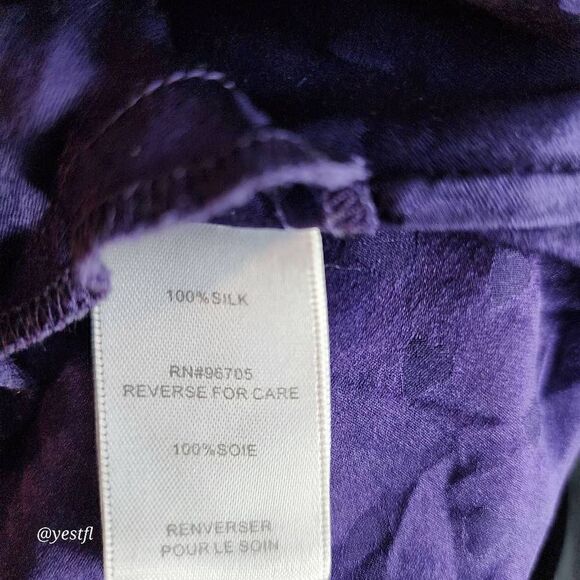 100%SILK
RN#96705
REVERSE FOR CARE
100%SOIE
RENVERSER
POUR LE SOIN
@yestfl